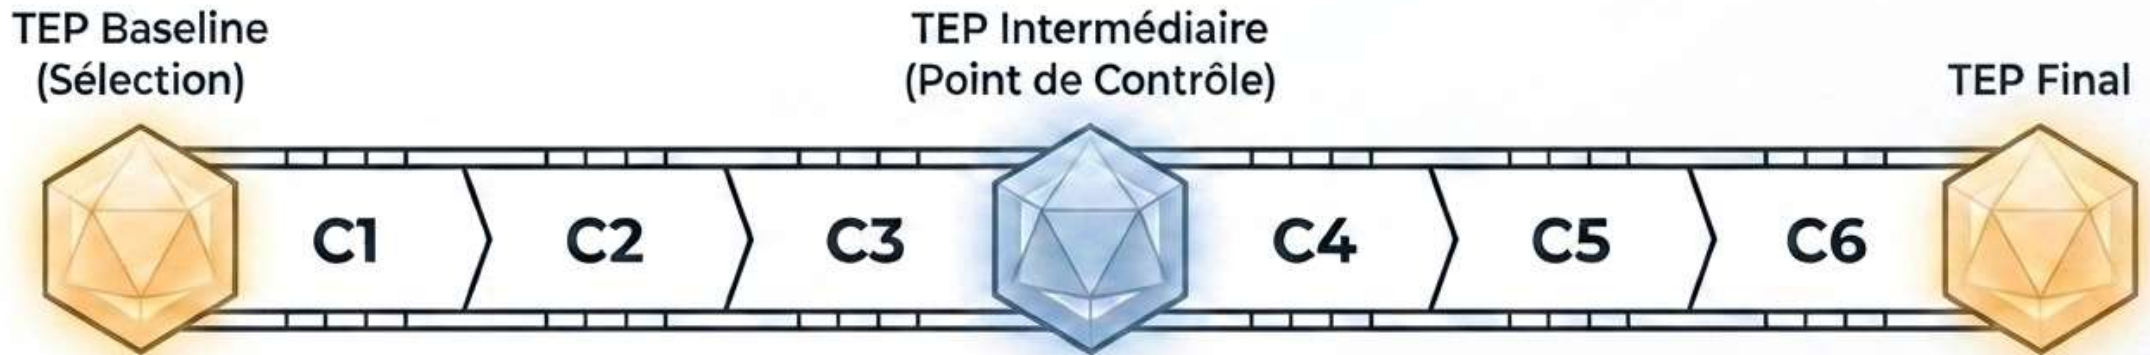 TEP Baseline
(Sélection)
TEP Intermédiaire
(Point de Contrôle)
TEP Final
C1
C2
C3
C4
C5
C6